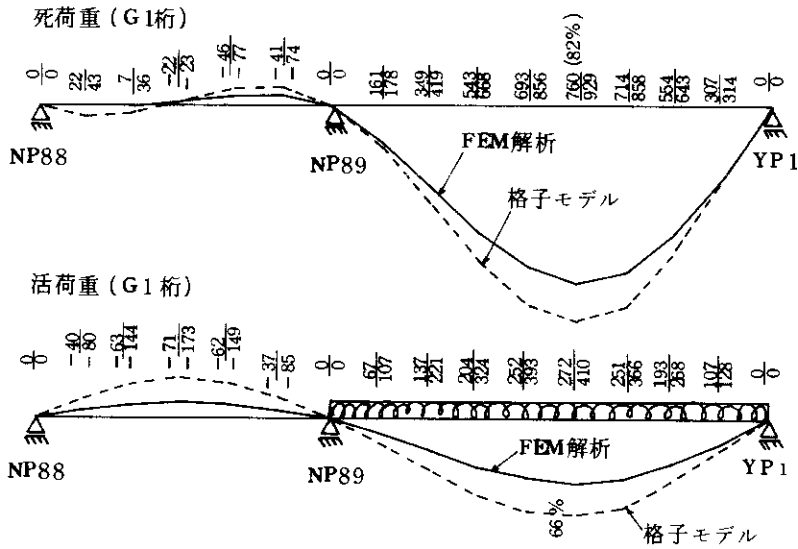 死荷重(G1桁)
0/0 22/43 7/36 -22/-23 -46/-77 -41/-74 0/0 161/178 349/419 543/668 693/856 760/929 (82%) 714/858 554/643 307/314 0/0
NP88
NP89
YP1
FEM解析
格子モデル
活荷重(G1桁)
0/0 -40/-80 -63/-144 -71/-173 -62/-149 -37/-85 0/0 67/107 137/221 204/324 252/393 272/410 251/366 193/268 107/128 0/0
NP88
NP89
YP1
FEM解析
66%
格子モデル